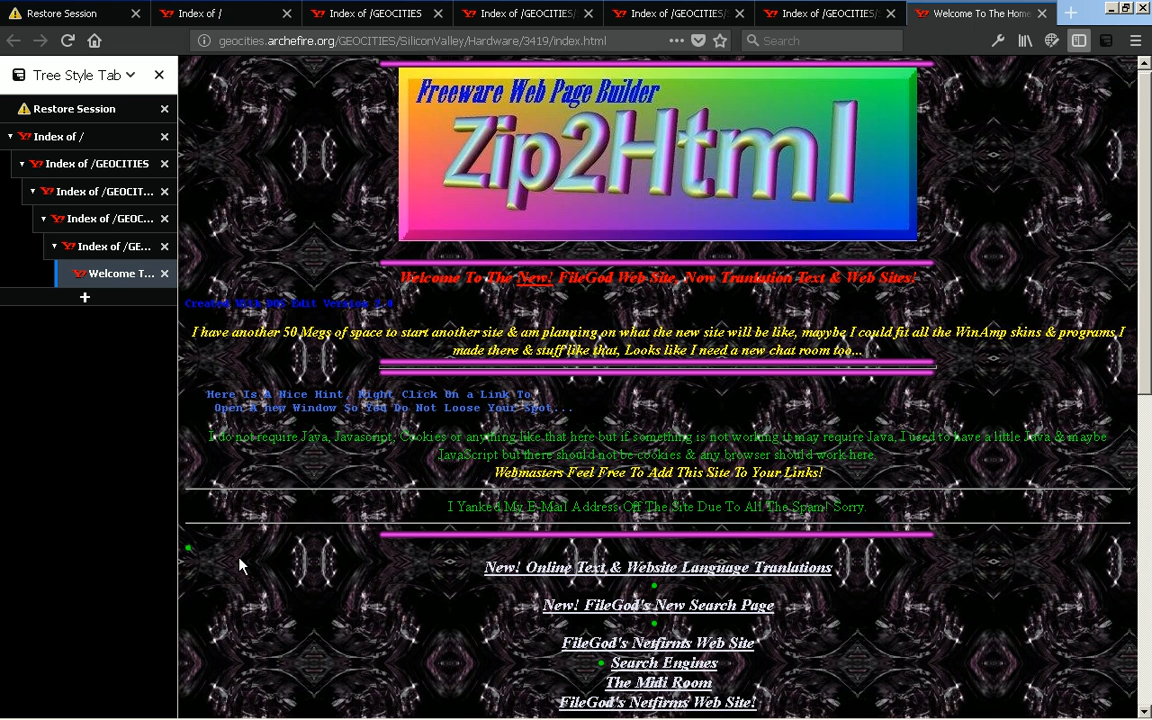 Restore Session
Index of /
Index of /GEOCITIES
Index of /GEOCITIES/
Index of /GEOCITIES/
Index of /GEOCITIES/
Welcome To The Home
geocities.archefire.org/GEOCITIES/SiliconValley/Hardware/3419/index.html
Search
Tree Style Tab
Restore Session
Index of /
Index of /GEOCITIES
Index of /GEOCIT...
Index of /GEOC...
Index of /GE...
Welcome T...
Freeware Web Page Builder
Zip2Html
Welcome To The New! FileGod Web Site, Now Tranlation Text & Web Sites!
Created With DOS Edit Version 2.0
I have another 50 Megs of space to start another site & am planning on what the new site will be like, mayybe I could fit all the WinAmp skins & programs I
made there & stuff like that, Looks like I need a new chat room too...
Here Is A Nice Hint, Right Click On a Link To
Open A new Window So You Do Not Loose Your Spot...
I do not require Java, Javascript, Cookies or anything like that here but if something is not working it may require Java, I used to have a little Java & maybe
JavaScript but there should not be cookies & any browser should work here.
Webmasters Feel Free To Add This Site To Your Links!
I Yanked My E-Mail Address Off The Site Due To All The Spam! Sorry.
New! Online Text & Website Language Tranlations
New! FileGod's New Search Page
FileGod's Netfirms Web Site
Search Engines
The Midi Room
FileGod's Netfirms Web Site!